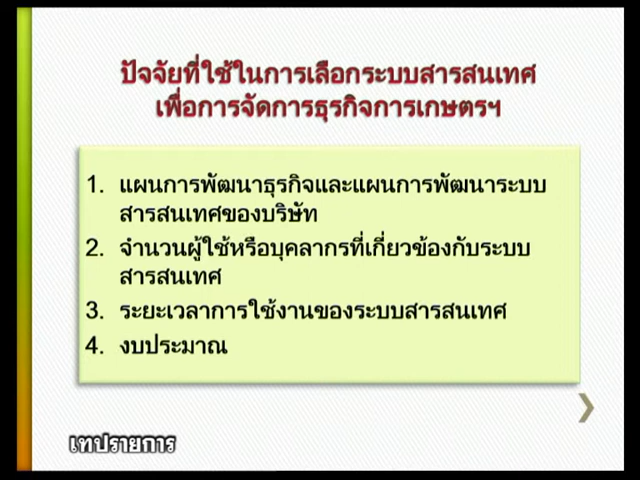 ปัจจัยที่ใช้ในการเลือกระบบสารสนเทศ
เพื่อการจัดการธุรกิจการเกษตรฯ
1. แผนการพัฒนาธุรกิจและแผนการพัฒนาระบบ
สารสนเทศของบริษัท
2. จำนวนผู้ใช้หรือบุคลากรที่เกี่ยวข้องกับระบบ
สารสนเทศ
3. ระยะเวลาการใช้งานของระบบสารสนเทศ
4. งบประมาณ
เทปรายการ